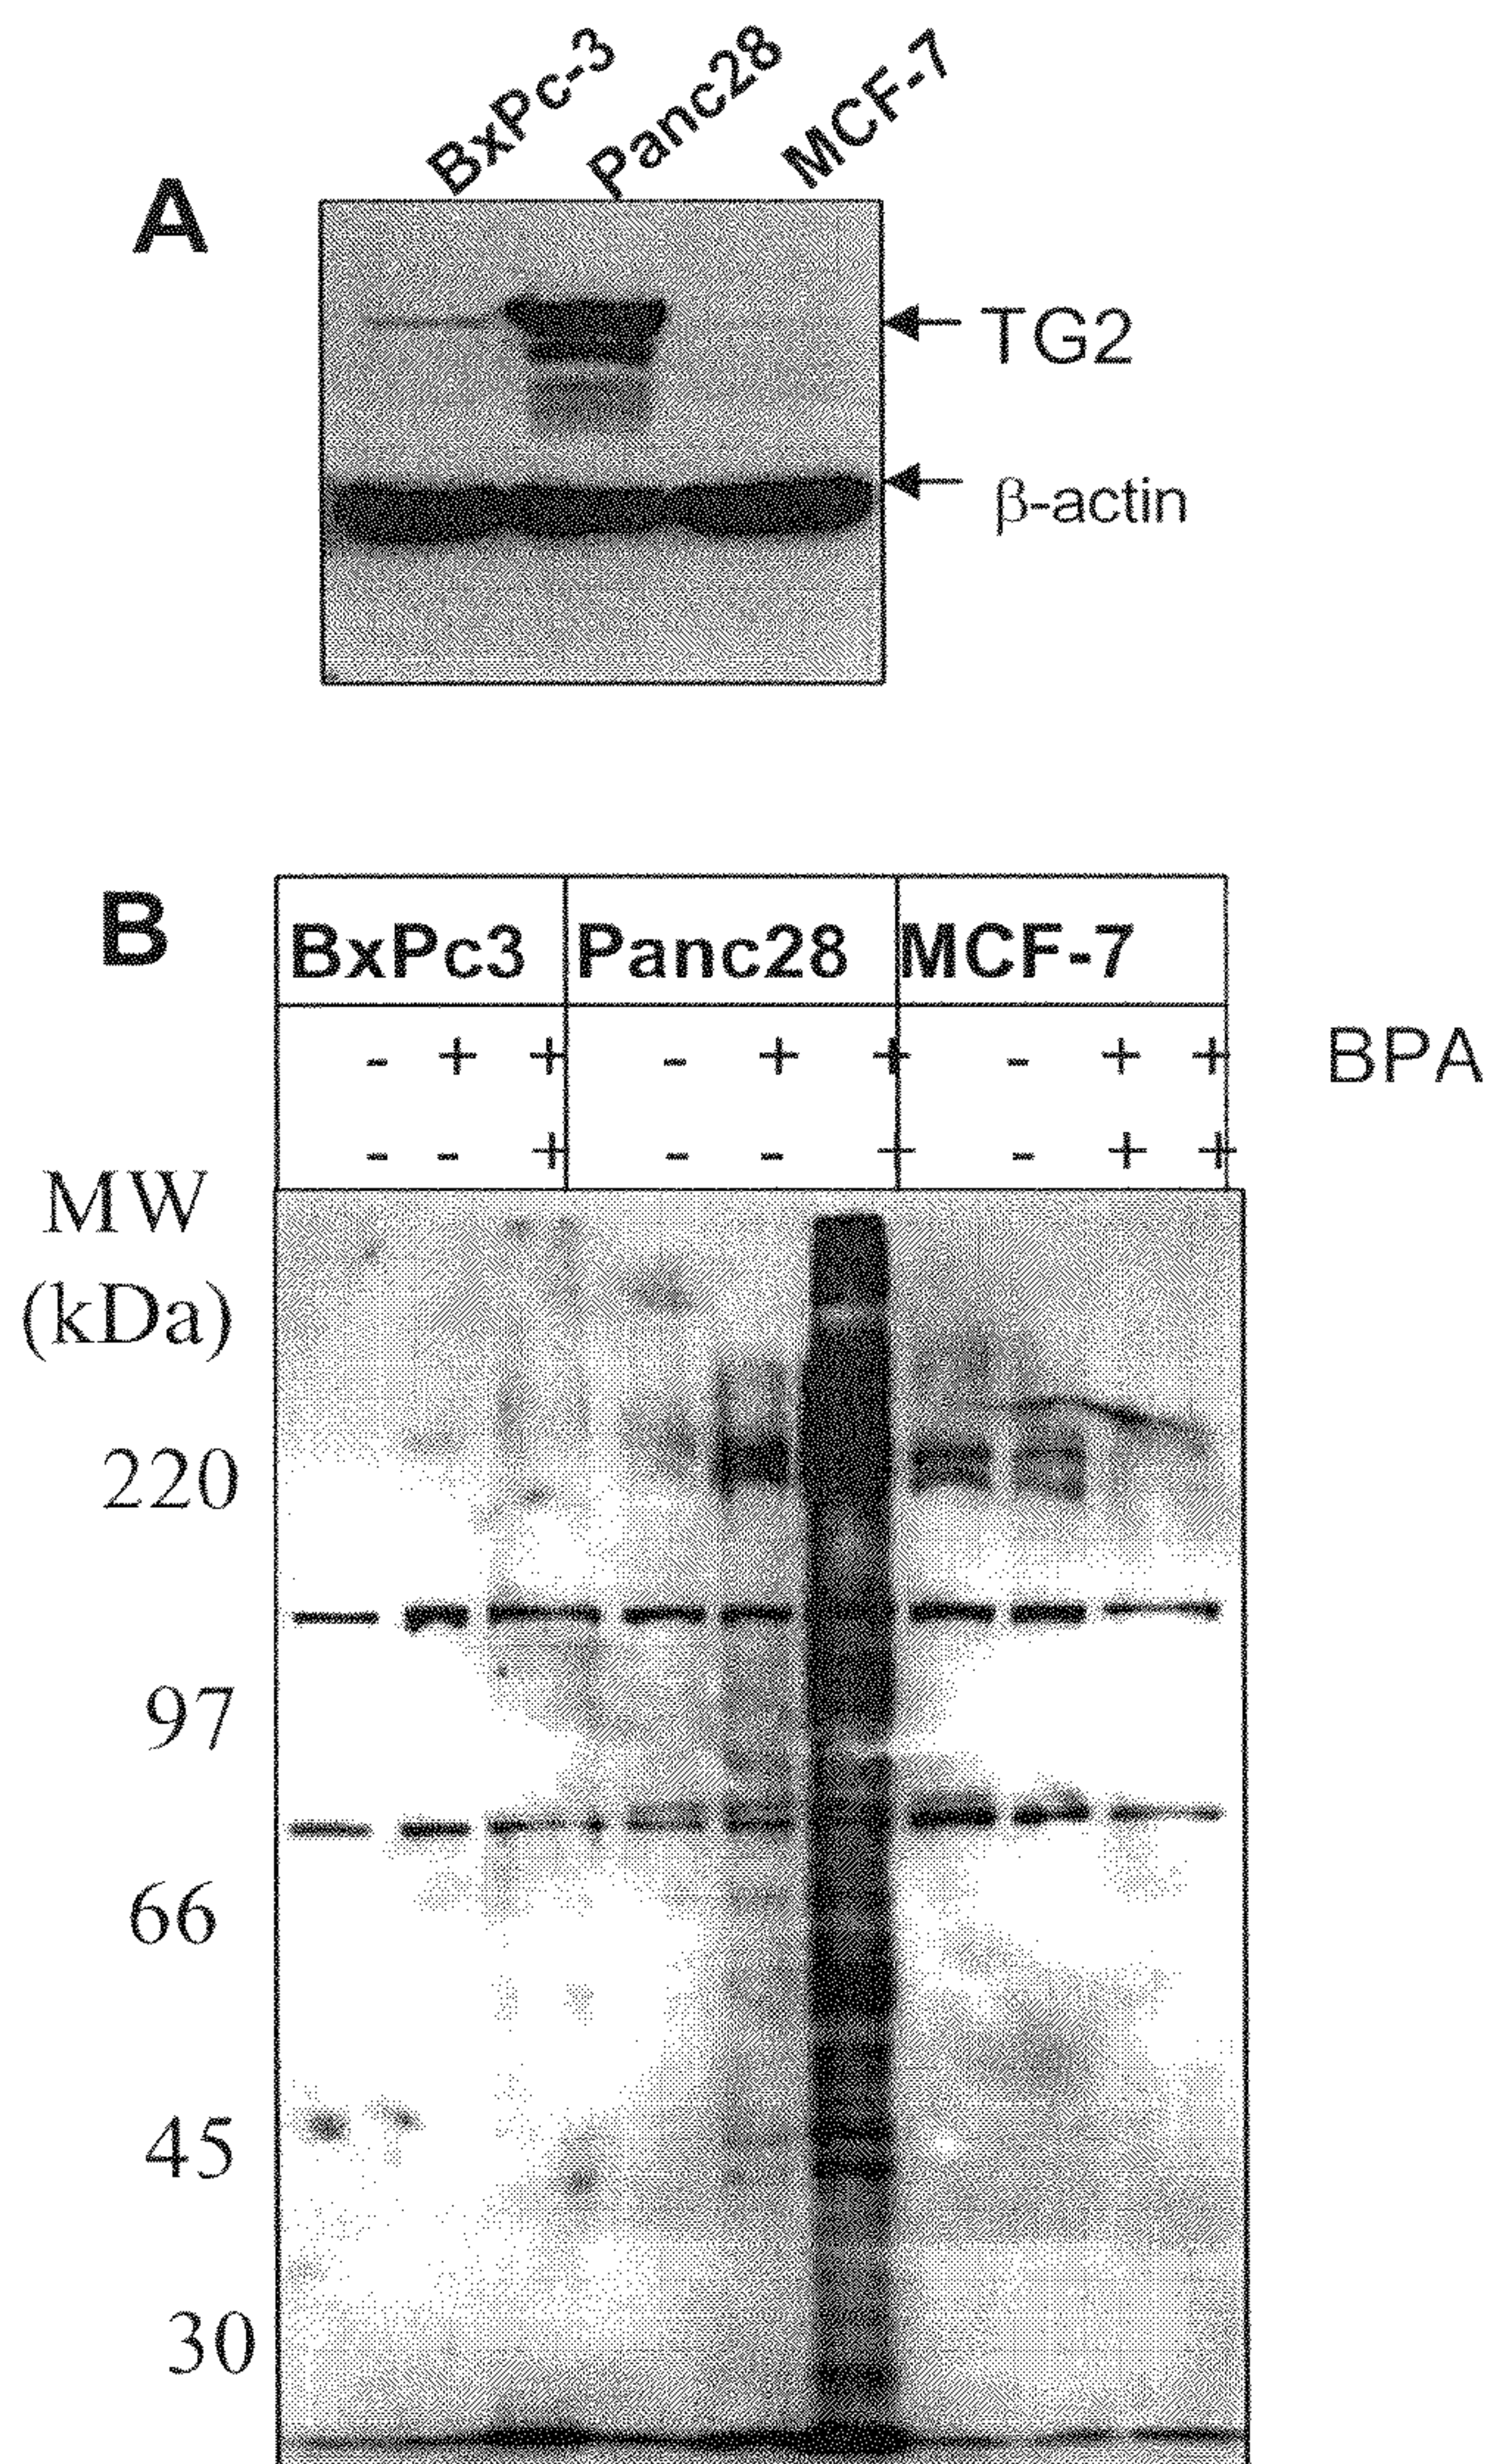 BxPc-3 Panc28 MCF-7
A
TG2
β-actin
B
BxPc3 Panc28 MCF-7
- + + - + + - + + BPA
- - + - - + - + +
MW
(kDa)
220
97
66
45
30